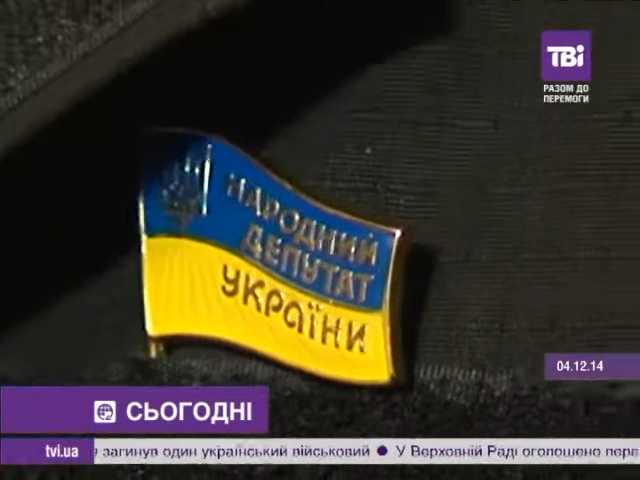 ТВі
РАЗОМ ДО
ПЕРЕМОГИ
НАРОДНИЙ
ДЕПУТАТ
УКРАЇНИ
04.12.14
СЬОГОДНІ
tvi.ua
у загинув один український військовий ● У Верховній Раді оголошено